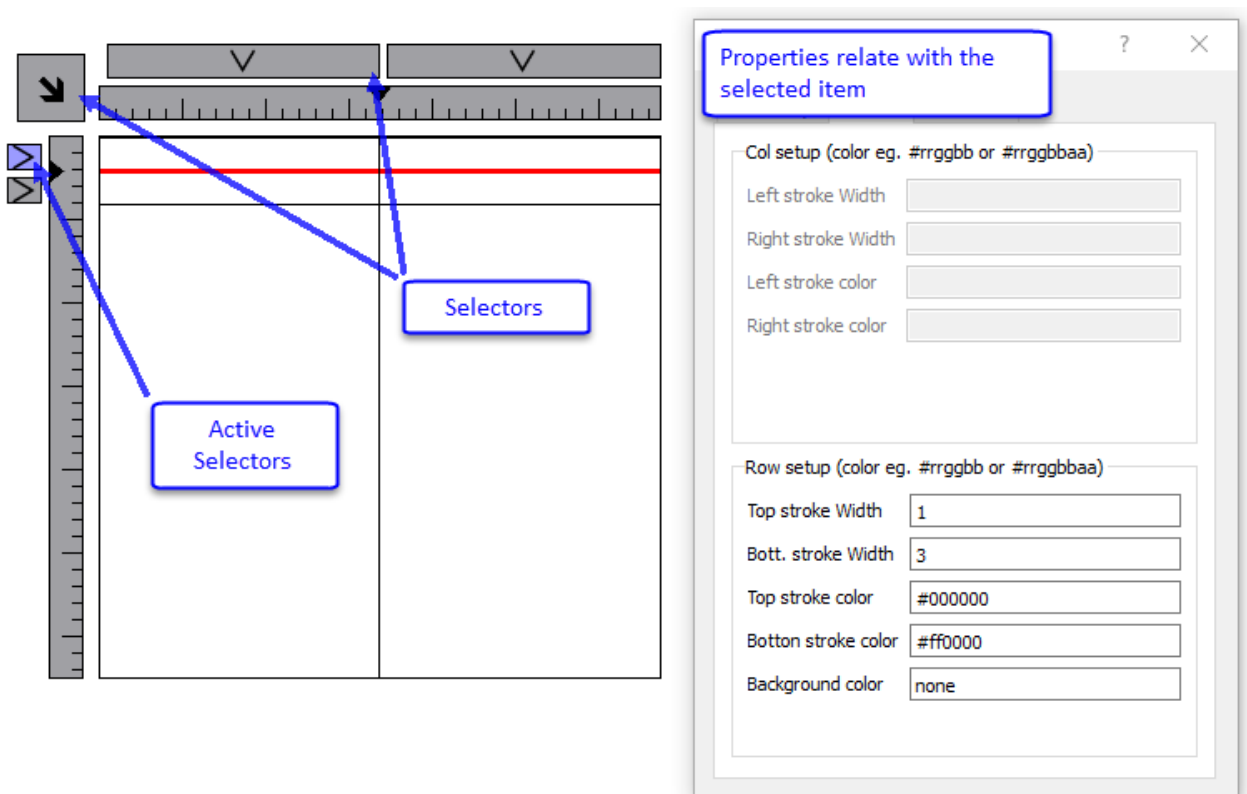 Properties relate with the
selected item
?
Col setup (color eg. #rrggbb or #rrggbbaa)
Left stroke Width
Right stroke Width
Left stroke color
Right stroke color
Selectors
Active
Selectors
Row setup (color eg. #rrggbb or #rrggbbaa)
Top stroke Width 1
Bott. stroke Width 3
Top stroke color #000000
Botton stroke color #ff0000
Background color none